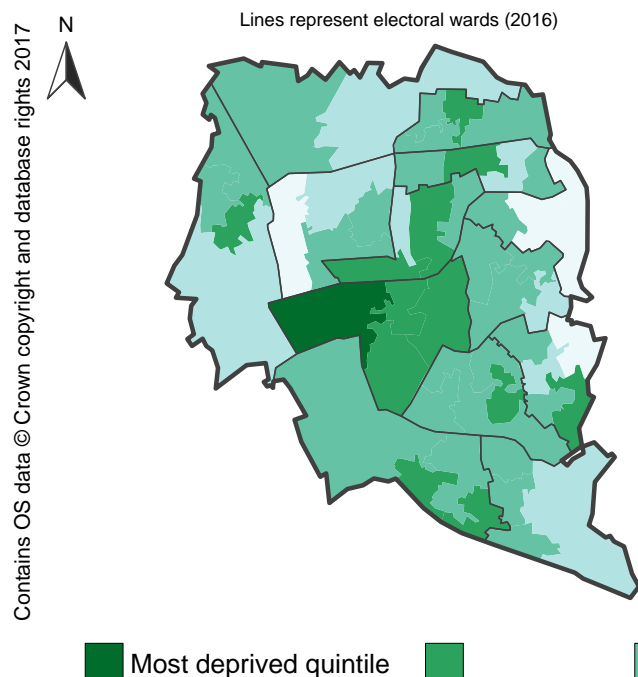 Lines represent electoral wards (2016)
N
Contains OS data © Crown copyright and database rights 2017
Most deprived quintile